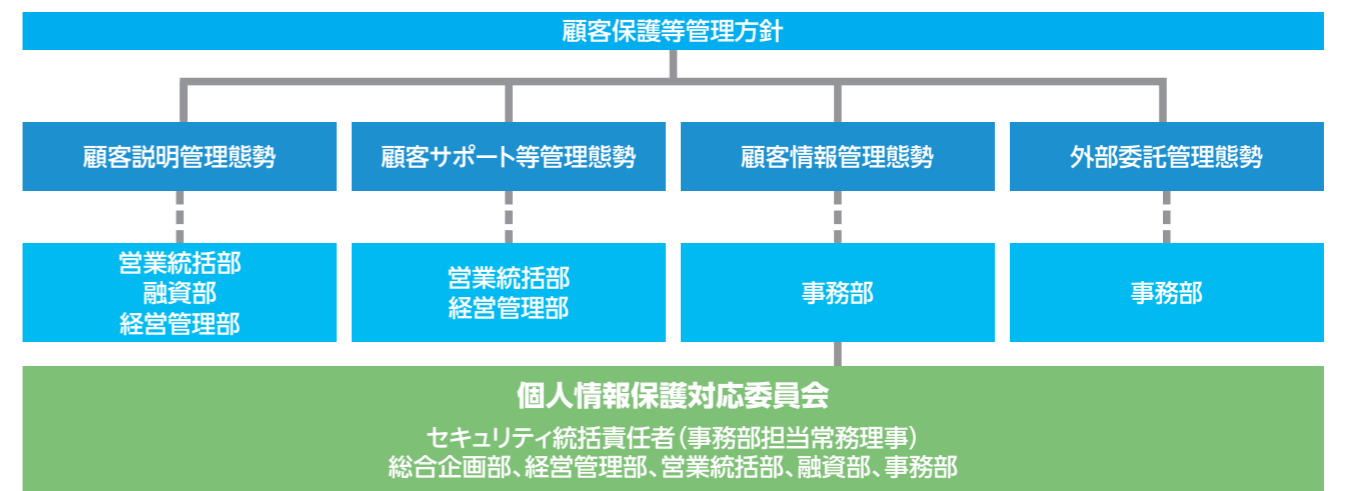 顧客保護等管理方針
顧客説明管理態勢
顧客サポート等管理態勢
顧客情報管理態勢
外部委託管理態勢
営業統括部
融資部
経営管理部
営業統括部
経営管理部
事務部
事務部
個人情報保護対応委員会
セキュリティ統括責任者(事務部担当常務理事)
総合企画部、経営管理部、営業統括部、融資部、事務部